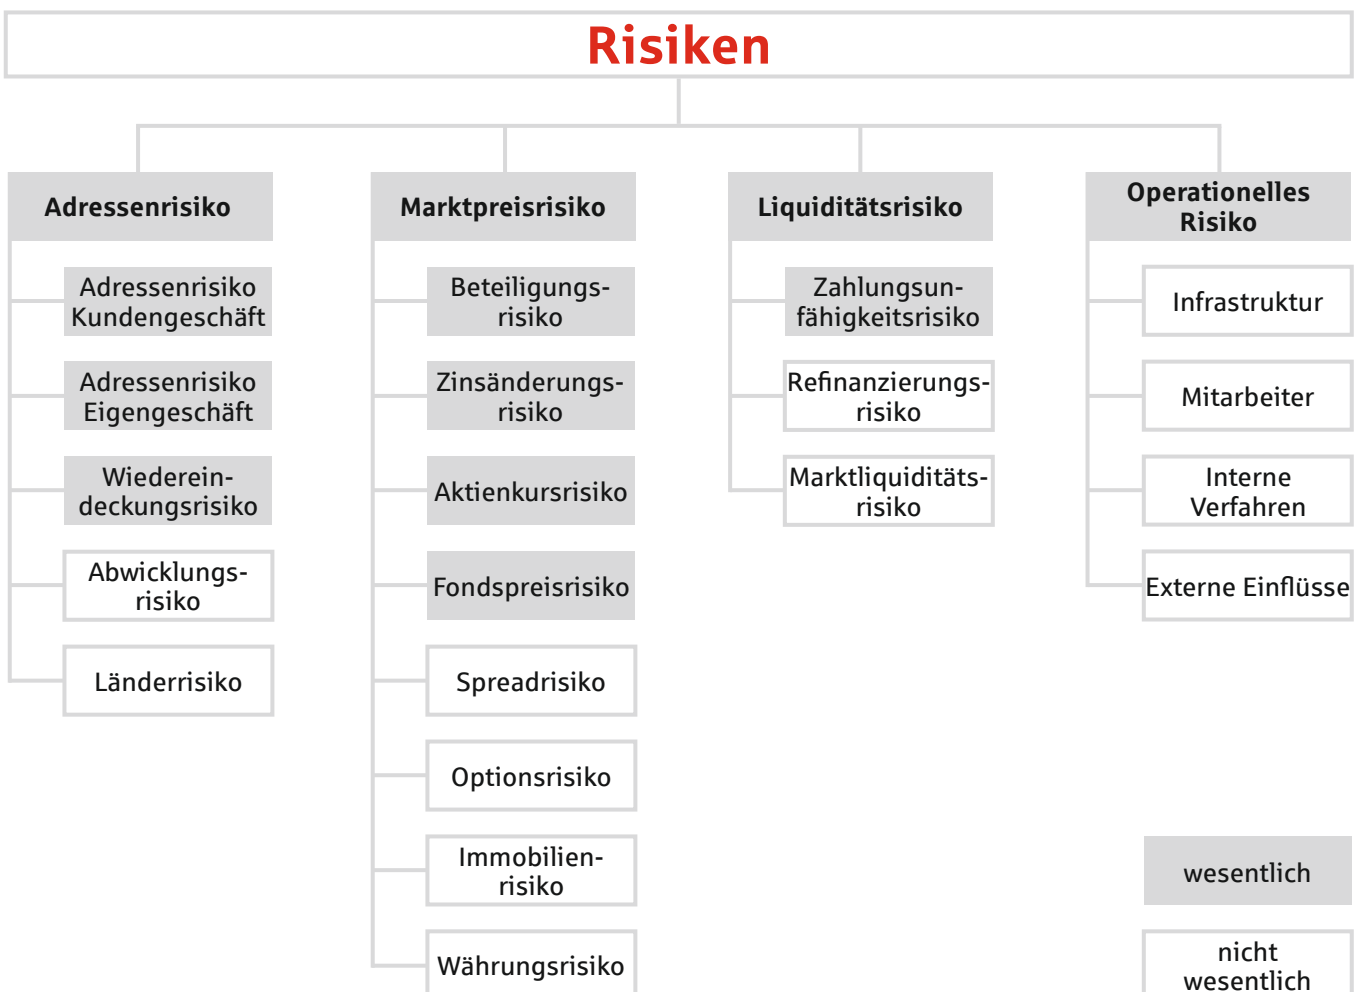 Risiken
Adressenrisiko
Adressenrisiko
Kundengeschäft
Adressenrisiko
Eigengeschäft
Wiederein-
deckungsrisiko
Abwicklungs-
risiko
Länderrisiko
Marktpreisrisiko
Beteiligungs-
risiko
Zinsänderungs-
risiko
Aktienkursrisiko
Fondspreisrisiko
Spreadrisiko
Optionsrisiko
Immobilien-
risiko
Währungsrisiko
Liquiditätsrisiko
Zahlungsun-
fähigkeitsrisiko
Refinanzierungs-
risiko
Marktliquiditäts-
risiko
Operationelles
Risiko
Infrastruktur
Mitarbeiter
Interne
Verfahren
Externe Einflüsse
wesentlich
nicht
wesentlich